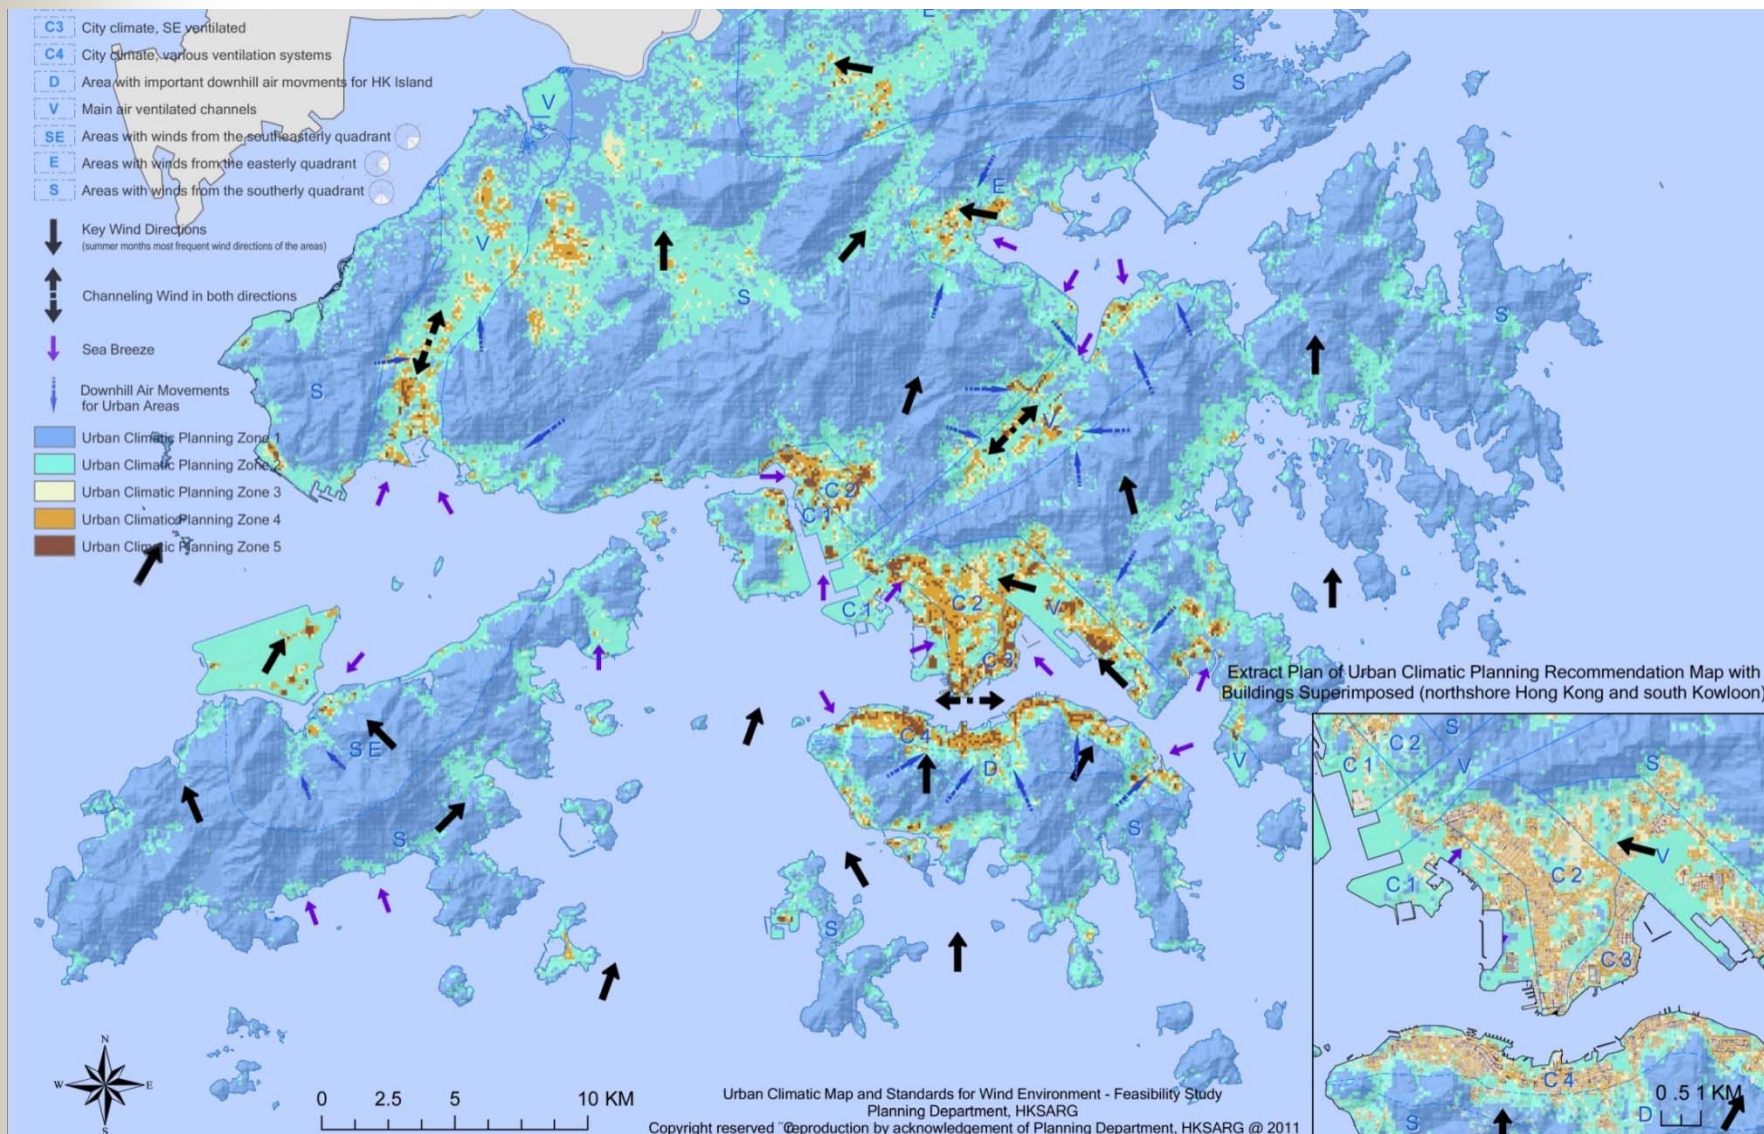 C3 City climate, SE ventilated
C4 City climate, various ventilation systems
D Area with important downhill air movments for HK Island
V Main air ventilated channels
SE Areas with winds from the southeasterly quadrant
E Areas with winds from the easterly quadrant
S Areas with winds from the southerly quadrant
Key Wind Directions
(summer months most frequent wind directions of the areas)
Channeling Wind in both directions
Sea Breeze
Downhill Air Movements
for Urban Areas
Urban Climatic Planning Zone 1
Urban Climatic Planning Zone 2
Urban Climatic Planning Zone 3
Urban Climatic Planning Zone 4
Urban Climatic Planning Zone 5
E
S
V
E
V
S
S
S
V
C2
C1
C1
C2
V
C3
SE
C4
D
V
S
S
S
Extract Plan of Urban Climatic Planning Recommendation Map with
Buildings Superimposed (northshore Hong Kong and south Kowloon)
C2
S
C1
V
S
V
C1
C2
C3
C4
S
D
0 .5 1 KM
N
W E
S
0 2.5 5 10 KM
Urban Climatic Map and Standards for Wind Environment - Feasibility Study
Planning Department, HKSARG
Copyright reserved reproduction by acknowledgement of Planning Department, HKSARG @ 2011